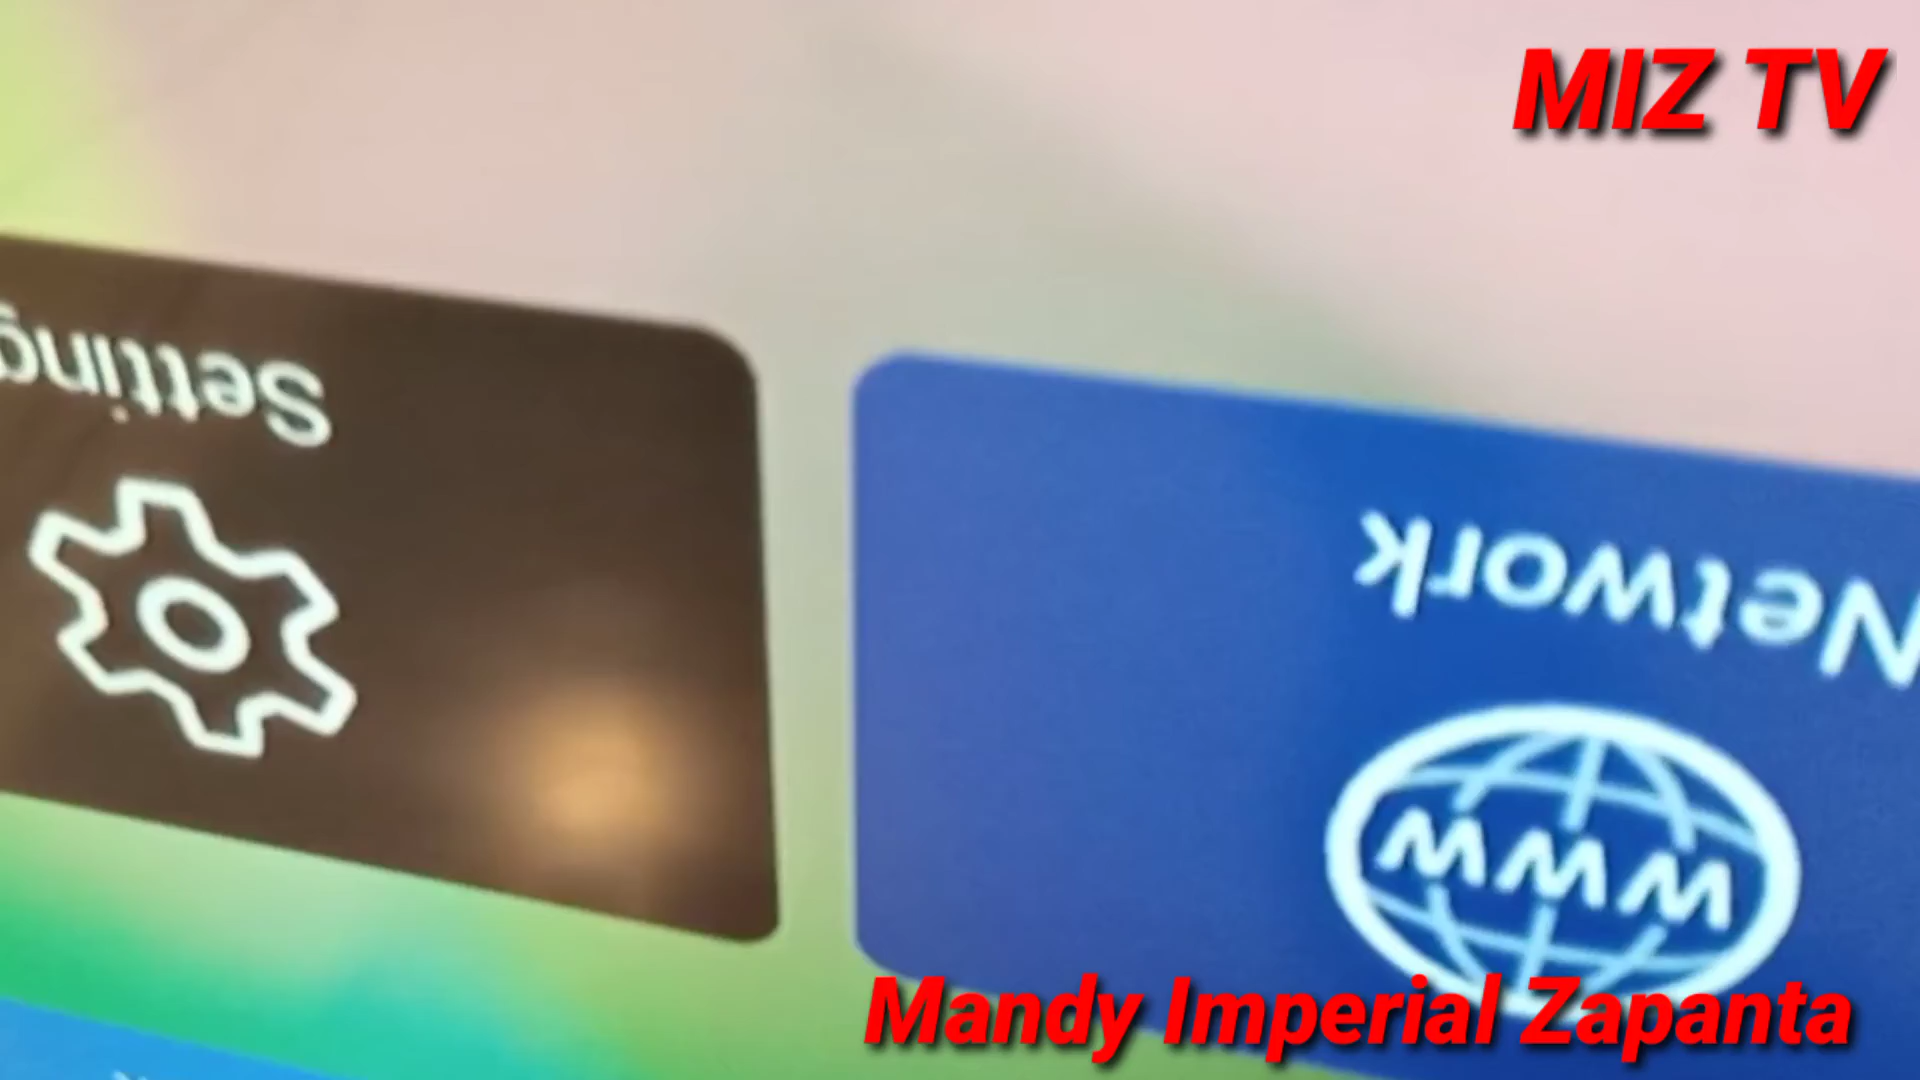 MIZ TV
Setting
Network
www
Mandy Imperial Zapanta